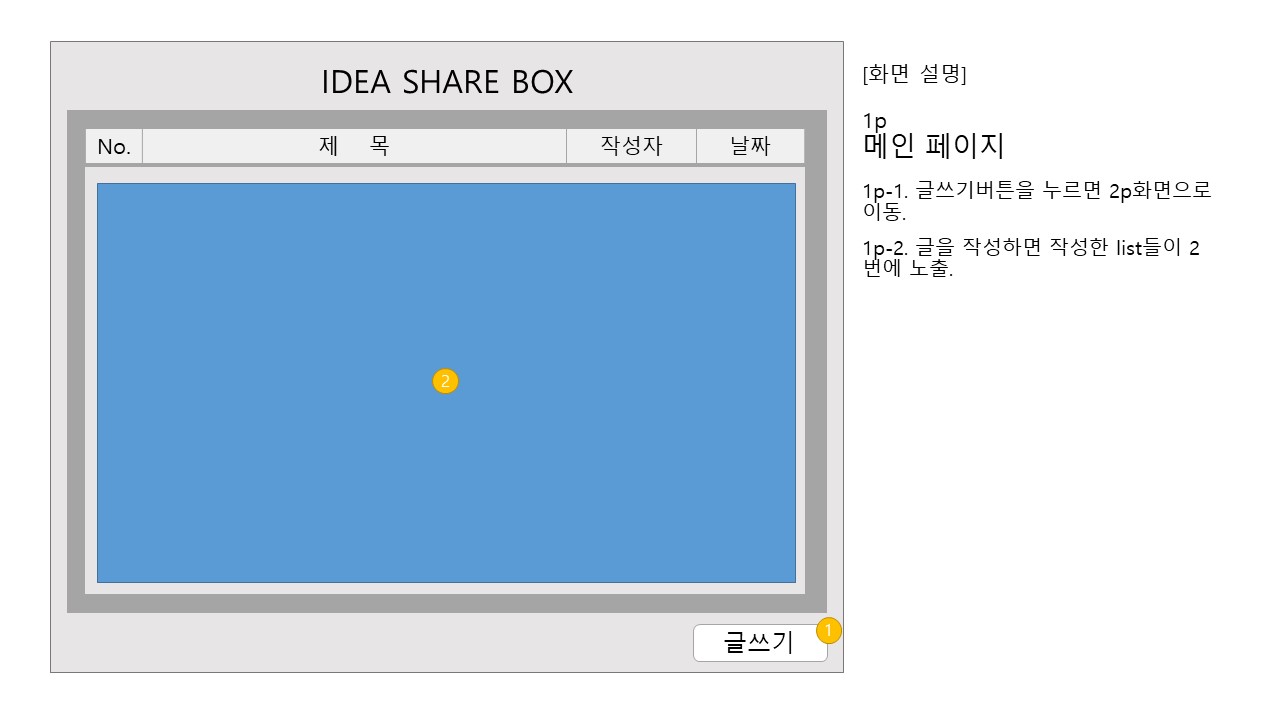 IDEA SHARE BOX
No.
제 목
작성자
날짜
2
글쓰기
1
[화면 설명]
1p
메인 페이지
1p-1. 글쓰기버튼을 누르면 2p화면으로
이동.
1p-2. 글을 작성하면 작성한 list들이 2
번에 노출.